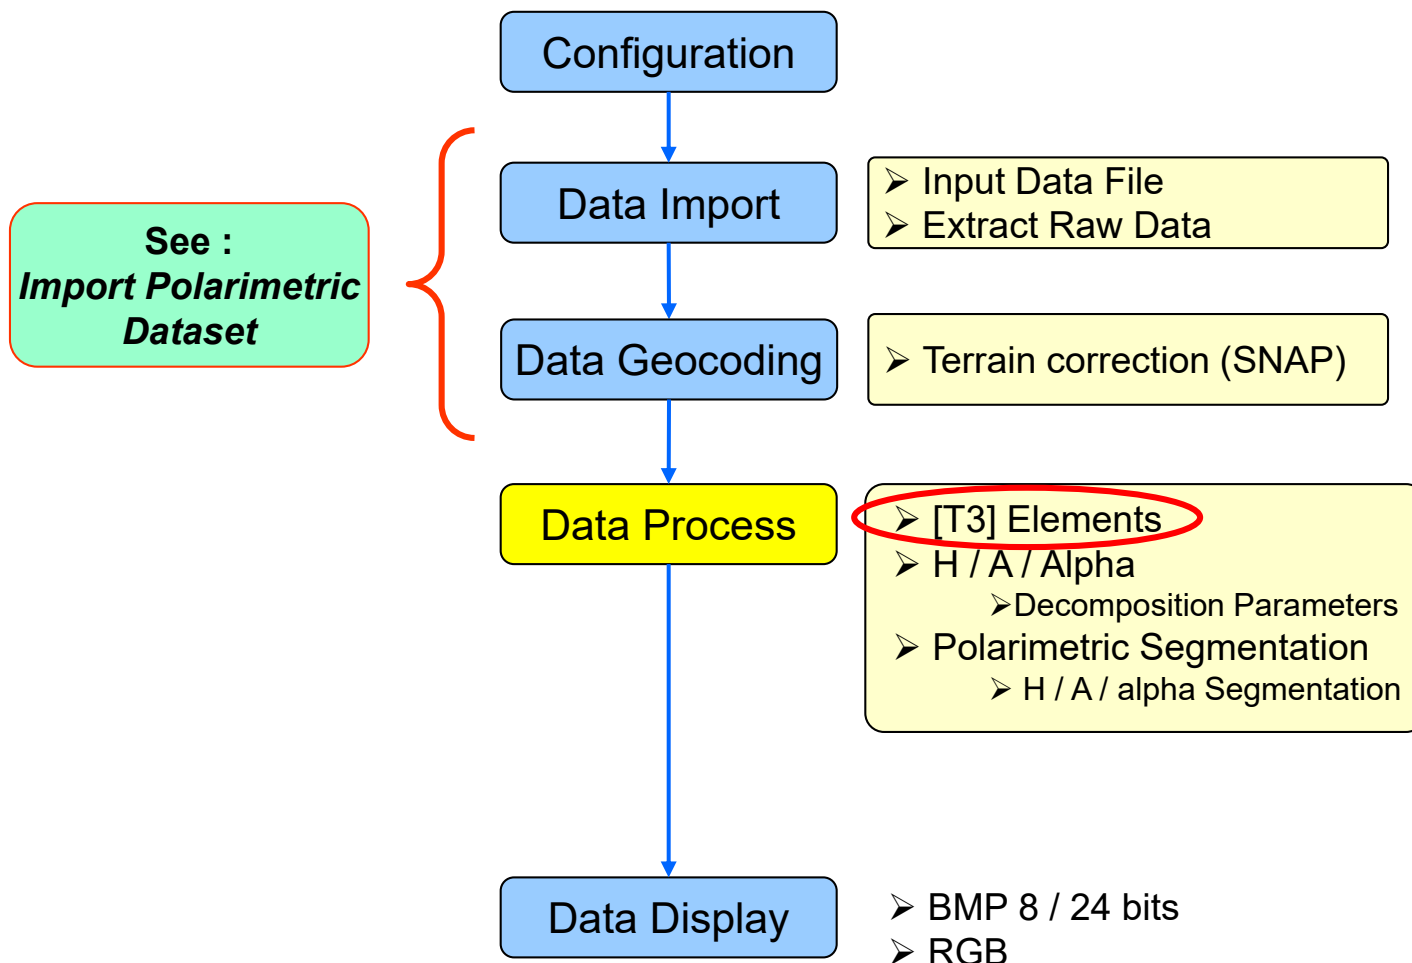 Configuration
See :
Import Polarimetric
Dataset
Data Import
➢ Input Data File
➢ Extract Raw Data
Data Geocoding
➢ Terrain correction (SNAP)
Data Process
➢ [T3] Elements
➢ H / A / Alpha
➢Decomposition Parameters
➢ Polarimetric Segmentation
➢ H / A / alpha Segmentation
Data Display
➢ BMP 8 / 24 bits
➢ RGB